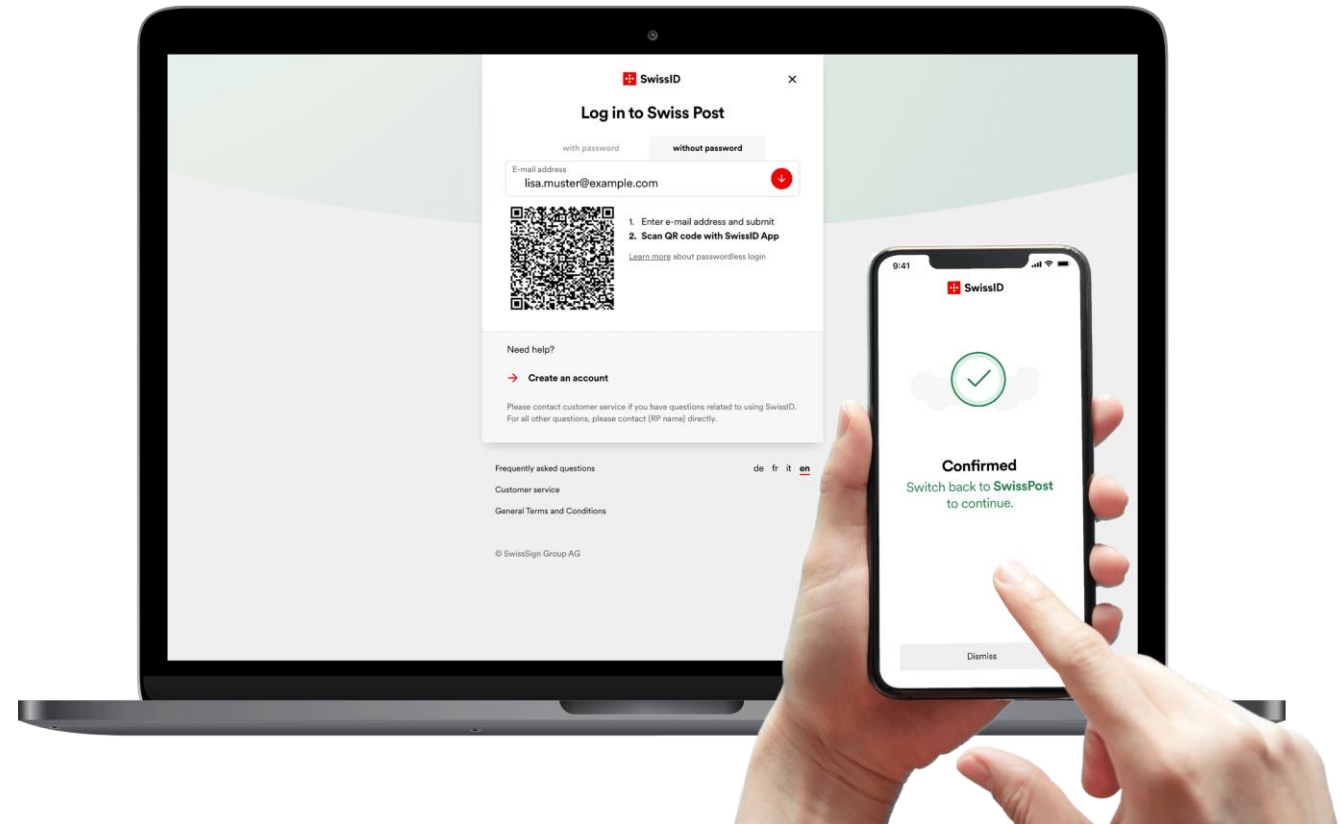 SwissID
Log in to Swiss Post
with password
without password
E-mail address
lisa.muster@example.com
1. Enter e-mail address and submit
2. Scan QR code with SwissID App
Learn more about passwordless login
Need help?
Create an account
Please contact customer service if you have questions related to using SwissID.
For all other questions, please contact {RP name} directly.
Frequently asked questions
de fr it en
Customer service
General Terms and Conditions
© SwissSign Group AG
9:41
SwissID
Confirmed
Switch back to SwissPost
to continue.
Dismiss